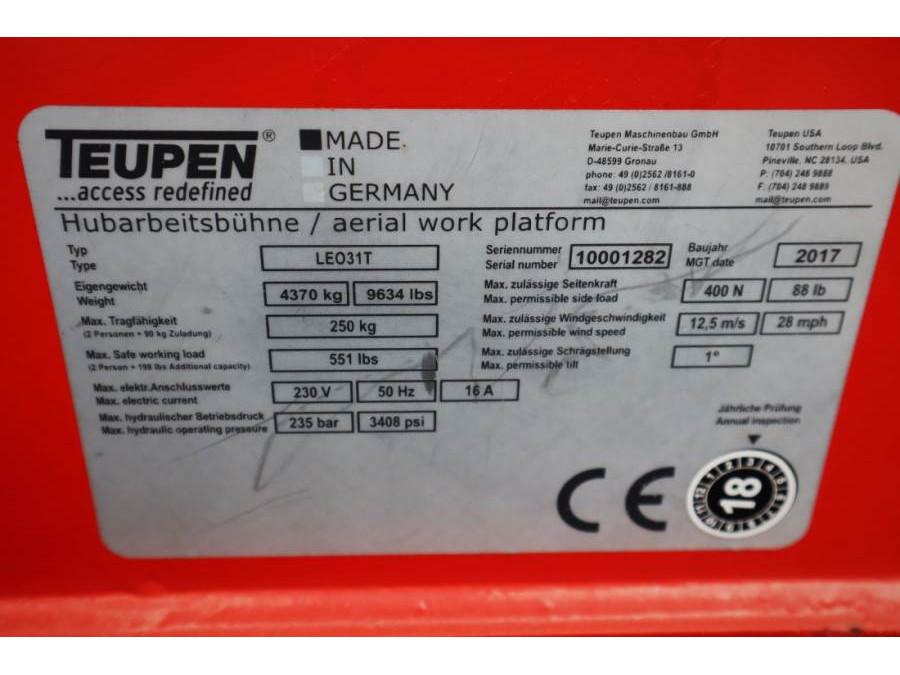 TEUPEN®
...access redefined
MADE
IN
GERMANY
Teupen Maschinenbau GmbH
Marie-Curie-Straße 13
D-48599 Gronau
phone: 49 (0)2562 /8161-0
fax: 49 (0)2562 / 8161-888
mail@teupen.com
Teupen USA
10701 Southern Loop Blvd.
Pineville, NC 28134. USA
P: (704) 248 9888
F: (704) 248 9889
mail@teupen.com
Hubarbeitsbühne / aerial work platform
Typ
Type
LEO31T
Eigengewicht
Weight
4370 kg 9634 lbs
Max. Tragfähigkeit
(2 Personen + 90 kg Zuladung)
250 kg
Max. Safe working load
(2 Person + 198 lbs Additional capacity)
551 lbs
Max. elektr.Anschlusswerte
Max. electric current
230 V 50 Hz 16 A
Max. hydraulischer Betriebsdruck
Max. hydraulic operating pressure
235 bar 3408 psi
Seriennummer
Serial number
10001282
Baujahr
MGT date
2017
Max. zulässige Seitenkraft
Max. permissible side load
400 N 88 lb
Max. zulässige Windgeschwindigkeit
Max. permissible wind speed
12,5 m/s 28 mph
Max. zulässige Schrägstellung
Max. permissible tilt
1°
Jährliche Prüfung
Annual inspection
CE
18